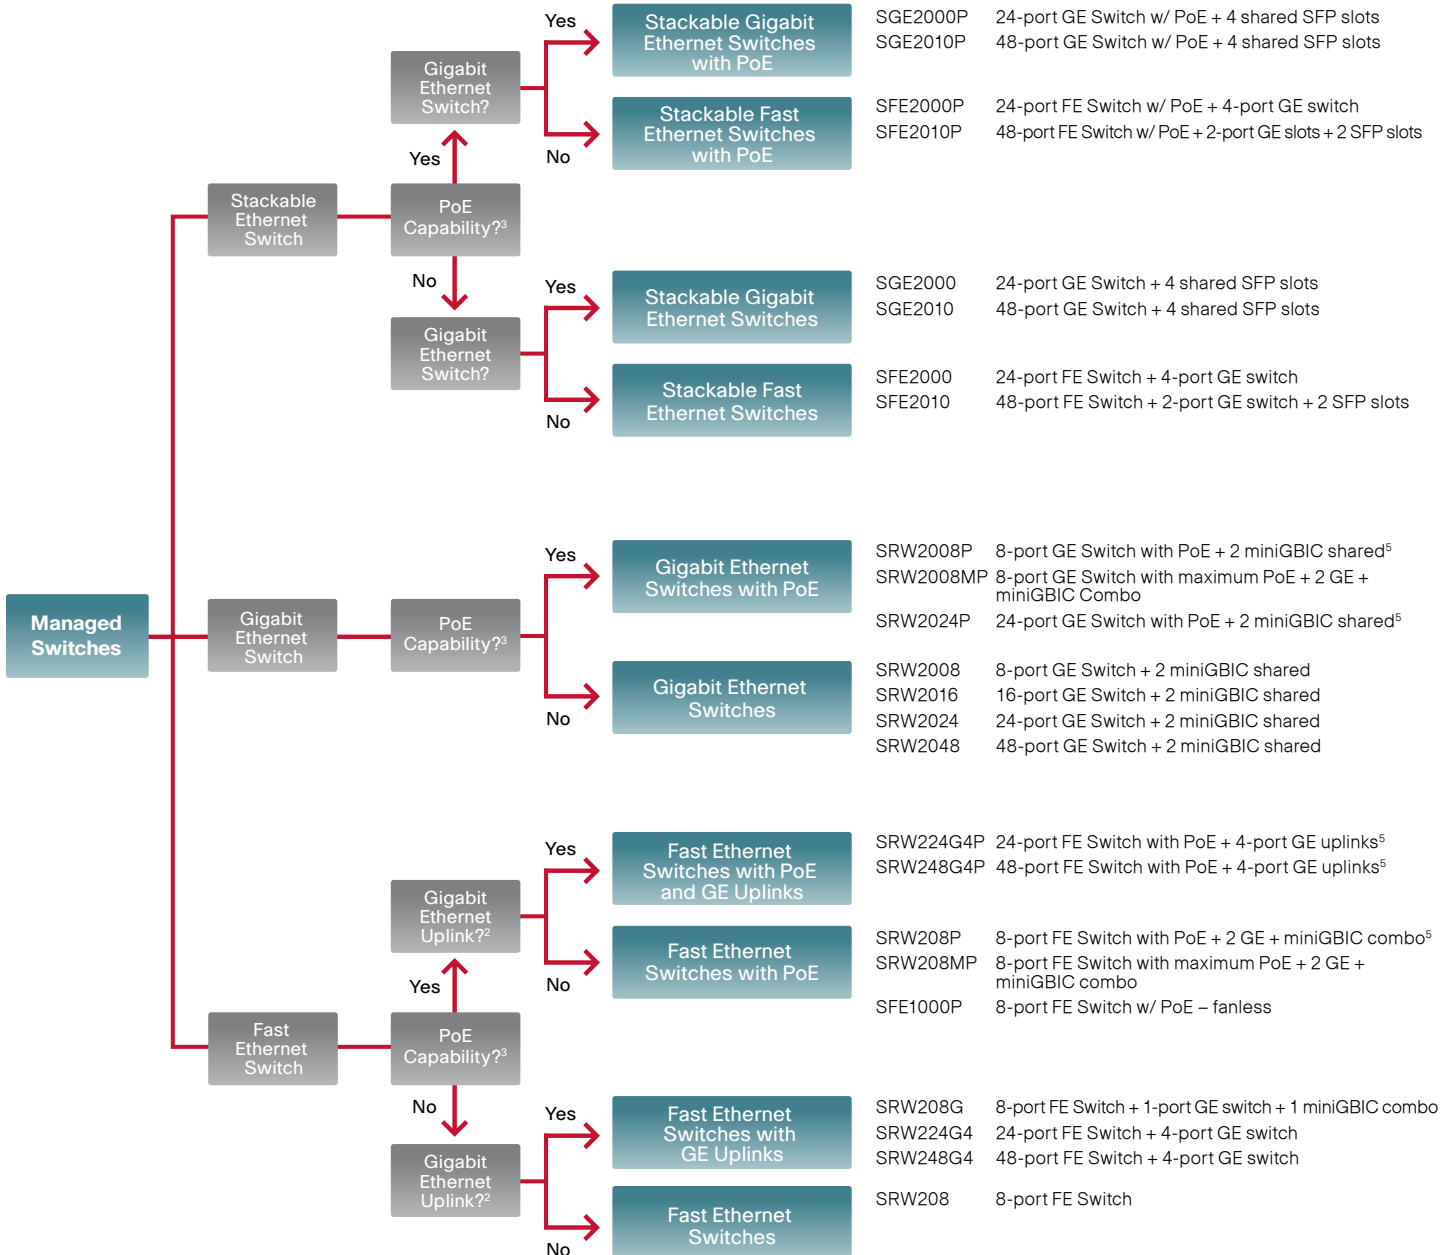 Managed
Switches
Stackable
Ethernet
Switch
PoE
Capability?³
Yes
Gigabit
Ethernet
Switch?
Yes
Stackable Gigabit
Ethernet Switches
with PoE
SGE2000P 24-port GE Switch w/ PoE + 4 shared SFP slots
SGE2010P 48-port GE Switch w/ PoE + 4 shared SFP slots
No
Stackable Fast
Ethernet Switches
with PoE
SFE2000P 24-port FE Switch w/ PoE + 4-port GE switch
SFE2010P 48-port FE Switch w/ PoE + 2-port GE slots + 2 SFP slots
No
Gigabit
Ethernet
Switch?
Yes
Stackable Gigabit
Ethernet Switches
SGE2000 24-port GE Switch + 4 shared SFP slots
SGE2010 48-port GE Switch + 4 shared SFP slots
No
Stackable Fast
Ethernet Switches
SFE2000 24-port FE Switch + 4-port GE switch
SFE2010 48-port FE Switch + 2-port GE switch + 2 SFP slots
Gigabit
Ethernet
Switch
PoE
Capability?³
Yes
Gigabit Ethernet
Switches with PoE
SRW2008P 8-port GE Switch with PoE + 2 miniGBIC shared⁵
SRW2008MP 8-port GE Switch with maximum PoE + 2 GE +
miniGBIC Combo
SRW2024P 24-port GE Switch with PoE + 2 miniGBIC shared⁵
No
Gigabit Ethernet
Switches
SRW2008 8-port GE Switch + 2 miniGBIC shared
SRW2016 16-port GE Switch + 2 miniGBIC shared
SRW2024 24-port GE Switch + 2 miniGBIC shared
SRW2048 48-port GE Switch + 2 miniGBIC shared
Fast
Ethernet
Switch
PoE
Capability?³
Yes
Gigabit
Ethernet
Uplink?²
Yes
Fast Ethernet
Switches with PoE
and GE Uplinks
SRW224G4P 24-port FE Switch with PoE + 4-port GE uplinks⁵
SRW248G4P 48-port FE Switch with PoE + 4-port GE uplinks⁵
No
Fast Ethernet
Switches with PoE
SRW208P 8-port FE Switch with PoE + 2 GE + miniGBIC combo⁵
SRW208MP 8-port FE Switch with maximum PoE + 2 GE +
miniGBIC combo
SFE1000P 8-port FE Switch w/ PoE – fanless
No
Gigabit
Ethernet
Uplink?²
Yes
Fast Ethernet
Switches with
GE Uplinks
SRW208G 8-port FE Switch + 1-port GE switch + 1 miniGBIC combo
SRW224G4 24-port FE Switch + 4-port GE switch
SRW248G4 48-port FE Switch + 4-port GE switch
No
Fast Ethernet
Switches
SRW208 8-port FE Switch